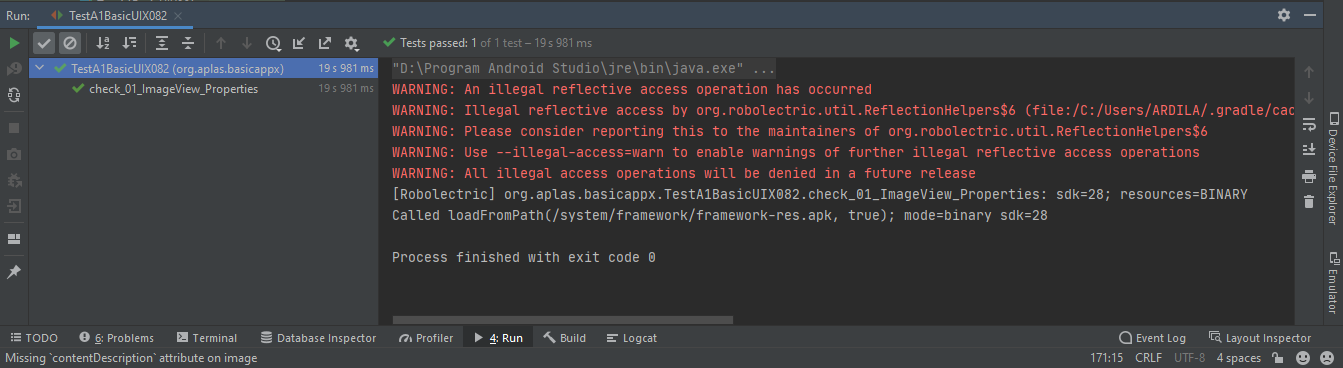 Run:
TestA1BasicUIX082
Tests passed: 1 of 1 test – 19 s 981 ms
TestA1BasicUIX082 (org.aplas.basicappx) 19 s 981 ms
check_01_ImageView_Properties 19 s 981 ms
"D:\Program Android Studio\jre\bin\java.exe" ...
WARNING: An illegal reflective access operation has occurred
WARNING: Illegal reflective access by org.robolectric.util.ReflectionHelpers$6 (file:/C:/Users/ARDILA/.gradle/cac
WARNING: Please consider reporting this to the maintainers of org.robolectric.util.ReflectionHelpers$6
WARNING: Use --illegal-access=warn to enable warnings of further illegal reflective access operations
WARNING: All illegal access operations will be denied in a future release
[Robolectric] org.aplas.basicappx.TestA1BasicUIX082.check_01_ImageView_Properties: sdk=28; resources=BINARY
Called loadFromPath(/system/framework/framework-res.apk, true); mode=binary sdk=28
Process finished with exit code 0
Device File Explorer
Emulator
TODO
6: Problems
Terminal
Database Inspector
Profiler
4: Run
Build
Logcat
Event Log
Layout Inspector
Missing `contentDescription` attribute on image
171:15
CRLF
UTF-8
4 spaces